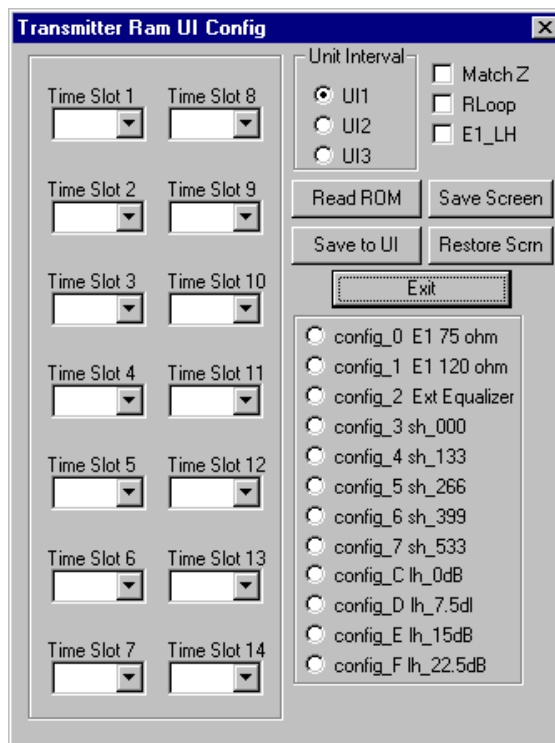 Transmitter Ram UI Config
Time Slot 1
Time Slot 8
Time Slot 2
Time Slot 9
Time Slot 3
Time Slot 10
Time Slot 4
Time Slot 11
Time Slot 5
Time Slot 12
Time Slot 6
Time Slot 13
Time Slot 7
Time Slot 14
Unit Interval
UI1
UI2
UI3
Match Z
RLoop
E1_LH
Read ROM
Save Screen
Save to UI
Restore Scrn
Exit
config_0 E1 75 ohm
config_1 E1 120 ohm
config_2 Ext Equalizer
config_3 sh_000
config_4 sh_133
config_5 sh_266
config_6 sh_399
config_7 sh_533
config_C lh_0dB
config_D lh_7.5dl
config_E lh_15dB
config_F lh_22.5dB